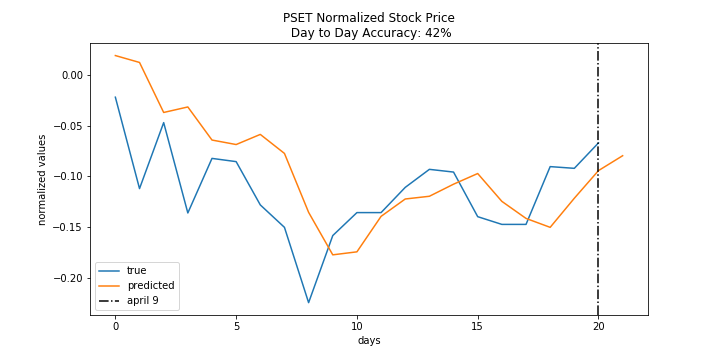 PSET Normalized Stock Price
Day to Day Accuracy: 42%
normalized values
0.00
−0.05
−0.10
−0.15
−0.20
true
predicted
april 9
0
5
10
15
20
days